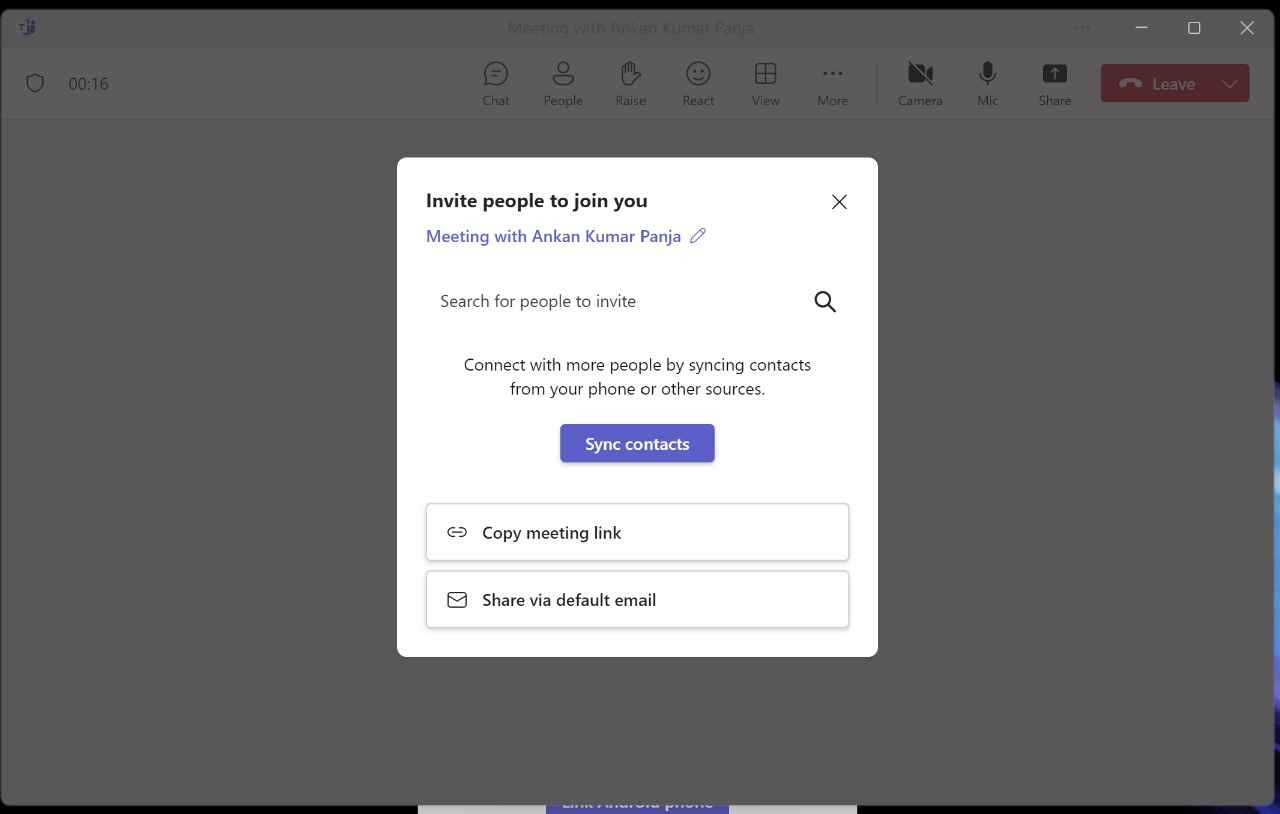 Meeting with Ankan Kumar Panja
00:16
Chat
People
Raise
React
View
More
Camera
Mic
Share
Leave
Invite people to join you
Meeting with Ankan Kumar Panja
Search for people to invite
Connect with more people by syncing contacts
from your phone or other sources.
Sync contacts
Copy meeting link
Share via default email
Link Android phone